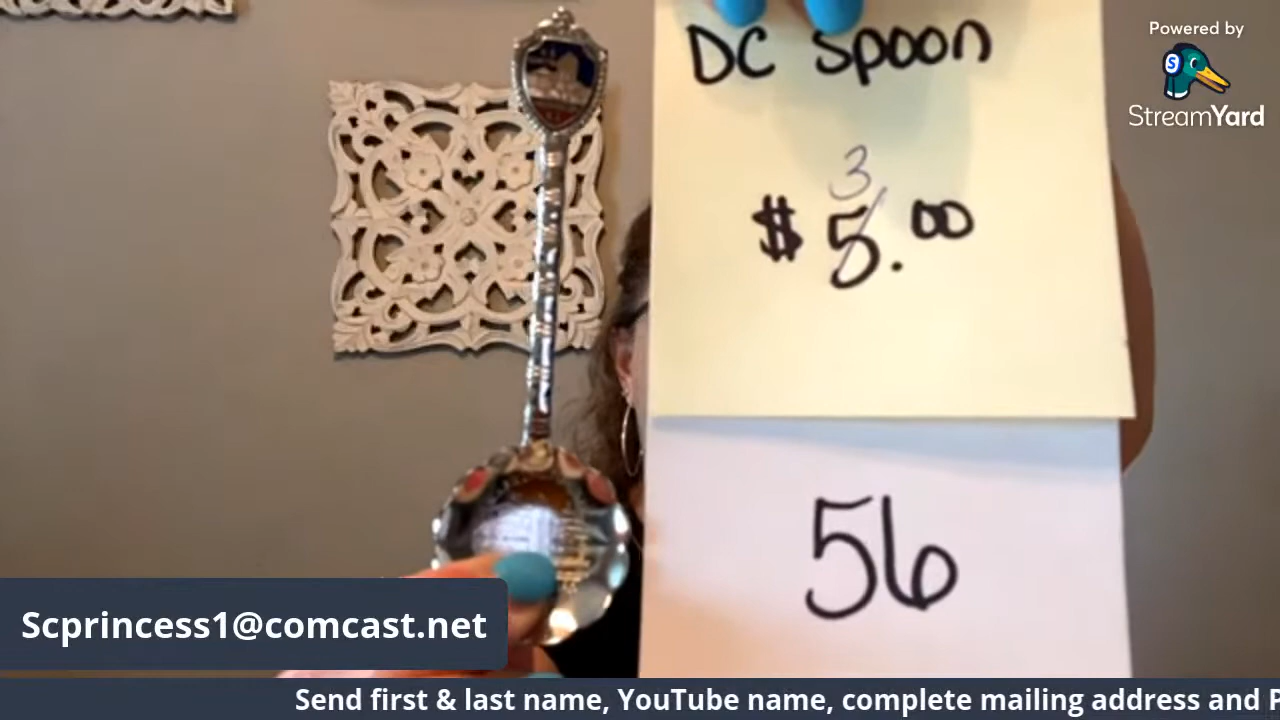 DC Spoon
3
$5.00
56
Powered by
StreamYard
Scprincess1@comcast.net
Send first & last name, YouTube name, complete mailing address and P